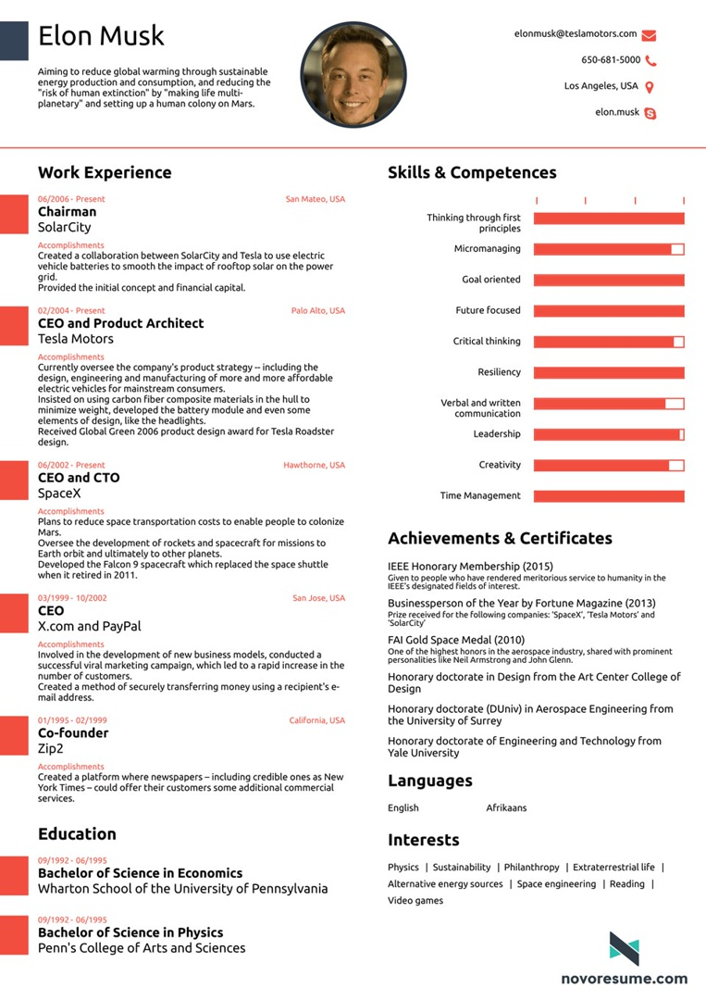 Elon Musk
Aiming to reduce global warming through sustainable
energy production and consumption, and reducing the
"risk of human extinction" by "making life multi-
planetary" and setting up a human colony on Mars.
elonmusk@teslamotors.com
650-681-5000
Los Angeles, USA
elon.musk
Work Experience
06/2006 - Present San Mateo, USA
Chairman
SolarCity
Accomplishments
Created a collaboration between SolarCity and Tesla to use electric
vehicle batteries to smooth the impact of rooftop solar on the power
grid.
Provided the initial concept and financial capital.
02/2004 - Present Palo Alto, USA
CEO and Product Architect
Tesla Motors
Accomplishments
Currently oversee the company's product strategy -- including the
design, engineering and manufacturing of more and more affordable
electric vehicles for mainstream consumers.
Insisted on using carbon fiber composite materials in the hull to
minimize weight, developed the battery module and even some
elements of design, like the headlights.
Received Global Green 2006 product design award for Tesla Roadster
design.
06/2002 - Present Hawthorne, USA
CEO and CTO
SpaceX
Accomplishments
Plans to reduce space transportation costs to enable people to colonize
Mars.
Oversee the development of rockets and spacecraft for missions to
Earth orbit and ultimately to other planets.
Developed the Falcon 9 spacecraft which replaced the space shuttle
when it retired in 2011.
03/1999 - 10/2002 San Jose, USA
CEO
X.com and PayPal
Accomplishments
Involved in the development of new business models, conducted a
successful viral marketing campaign, which led to a rapid increase in the
number of customers.
Created a method of securely transferring money using a recipient's e-
mail address.
01/1995 - 02/1999 California, USA
Co-founder
Zip2
Accomplishments
Created a platform where newspapers – including credible ones as New
York Times – could offer their customers some additional commercial
services.
Education
09/1992 - 06/1995
Bachelor of Science in Economics
Wharton School of the University of Pennsylvania
09/1992 - 06/1995
Bachelor of Science in Physics
Penn's College of Arts and Sciences
Skills & Competences
Thinking through first
principles
Micromanaging
Goal oriented
Future focused
Critical thinking
Resiliency
Verbal and written
communication
Leadership
Creativity
Time Management
Achievements & Certificates
IEEE Honorary Membership (2015)
Given to people who have rendered meritorious service to humanity in the
IEEE's designated fields of interest.
Businessperson of the Year by Fortune Magazine (2013)
Prize received for the following companies: 'SpaceX', 'Tesla Motors' and
'SolarCity'
FAI Gold Space Medal (2010)
One of the highest honors in the aerospace industry, shared with prominent
personalities like Neil Armstrong and John Glenn.
Honorary doctorate in Design from the Art Center College of
Design
Honorary doctorate (DUniv) in Aerospace Engineering from
the University of Surrey
Honorary doctorate of Engineering and Technology from
Yale University
Languages
English Afrikaans
Interests
Physics | Sustainability | Philanthropy | Extraterrestrial life |
Alternative energy sources | Space engineering | Reading |
Video games
novoresume.com